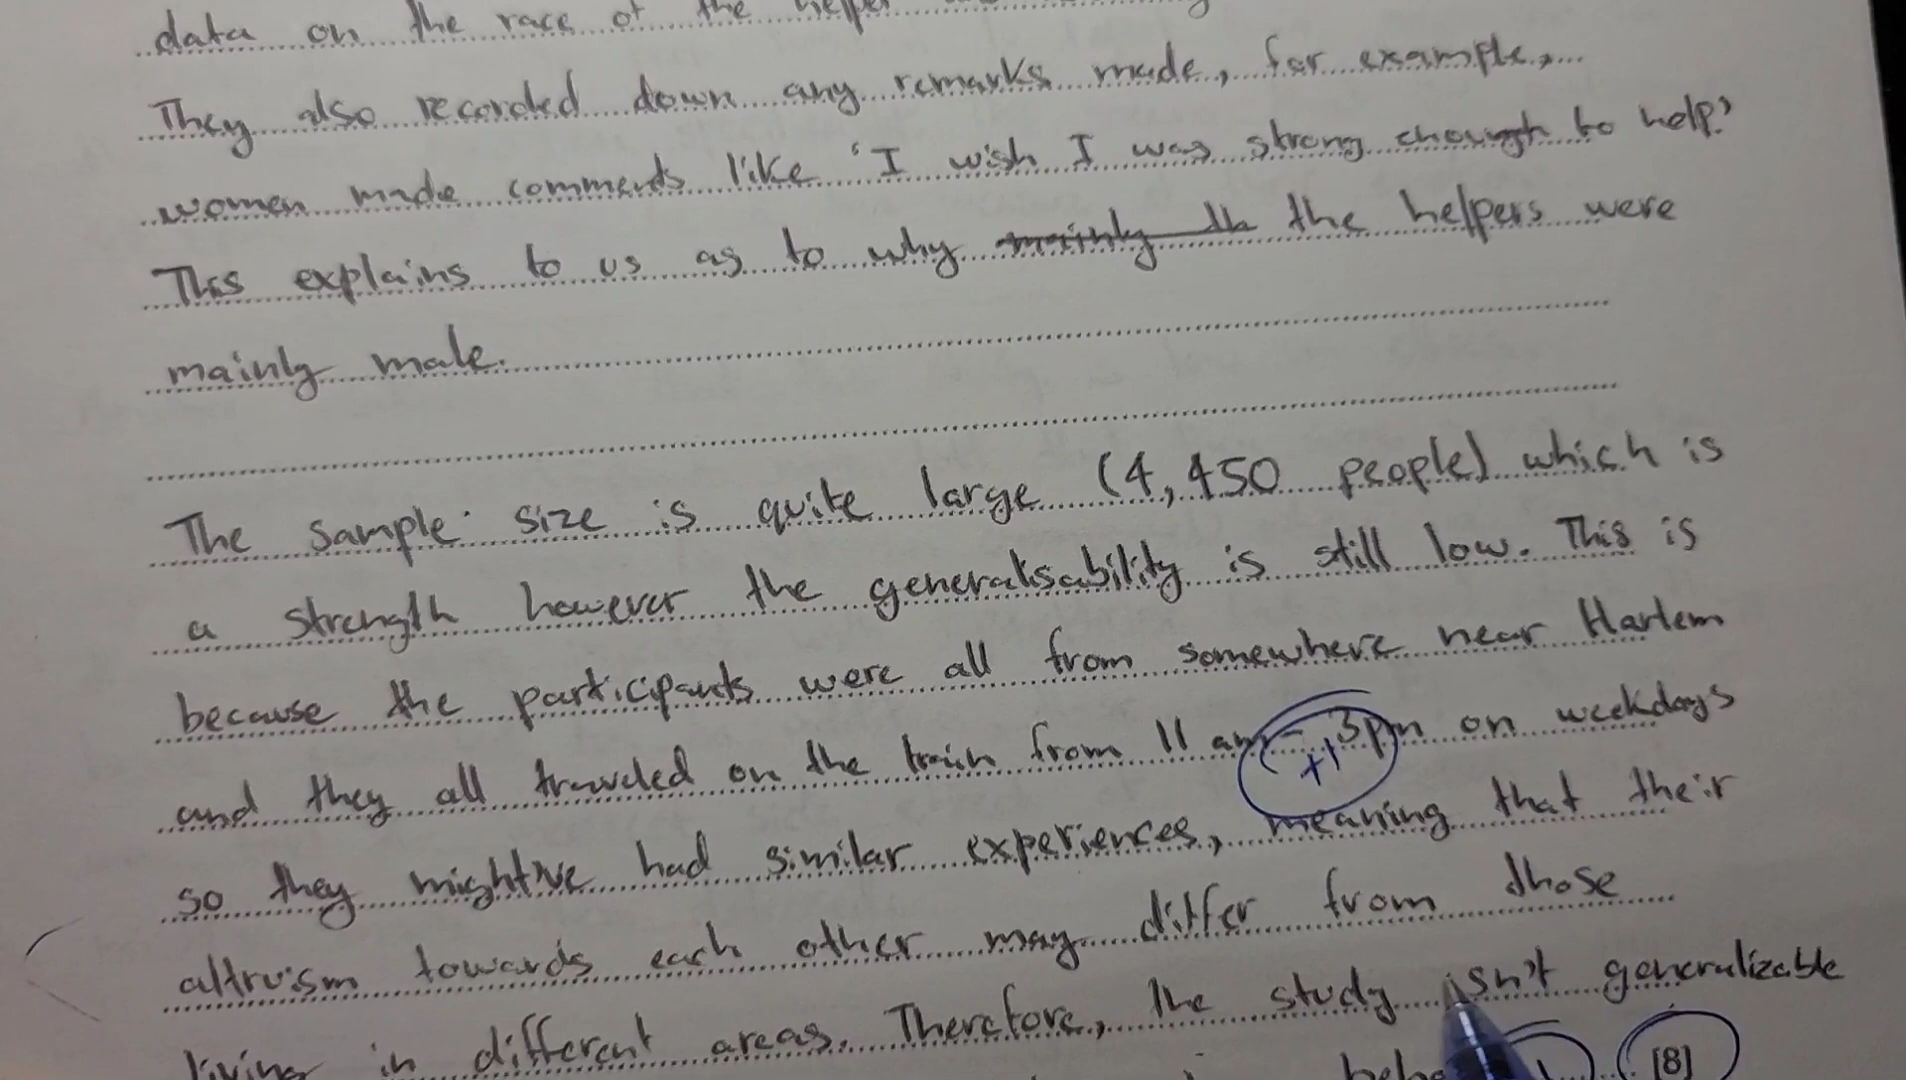 data on the race of the helper
They also recorded down any remarks made, for example,
women made comments like 'I wish I was strong enough to help.'
This explains to us as to why mainly th the helpers were
mainly male.
The sample size is quite large (4,450 people) which is
a strength however the generalisability is still low. This is
because the participants were all from somewhere near Harlem
and they all traveled on the train from 11 am - 3pm on weekdays
+1
so they might've had similar experiences, meaning that their
altruism towards each other may differ from those
living in different areas. Therefore, the study isn't generalizable
[8]